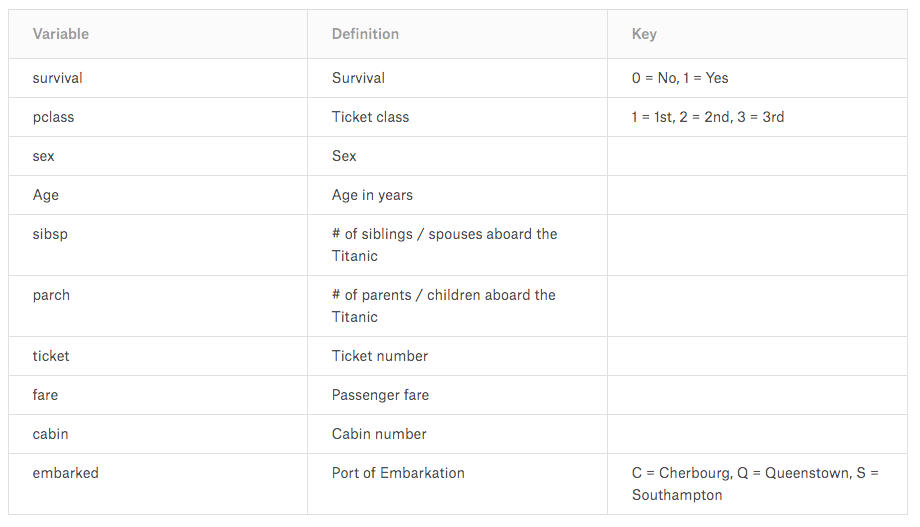 Variable Definition Key
survival Survival 0 = No, 1 = Yes
pclass Ticket class 1 = 1st, 2 = 2nd, 3 = 3rd
sex Sex
Age Age in years
sibsp # of siblings / spouses aboard the
Titanic
parch # of parents / children aboard the
Titanic
ticket Ticket number
fare Passenger fare
cabin Cabin number
embarked Port of Embarkation C = Cherbourg, Q = Queenstown, S =
Southampton